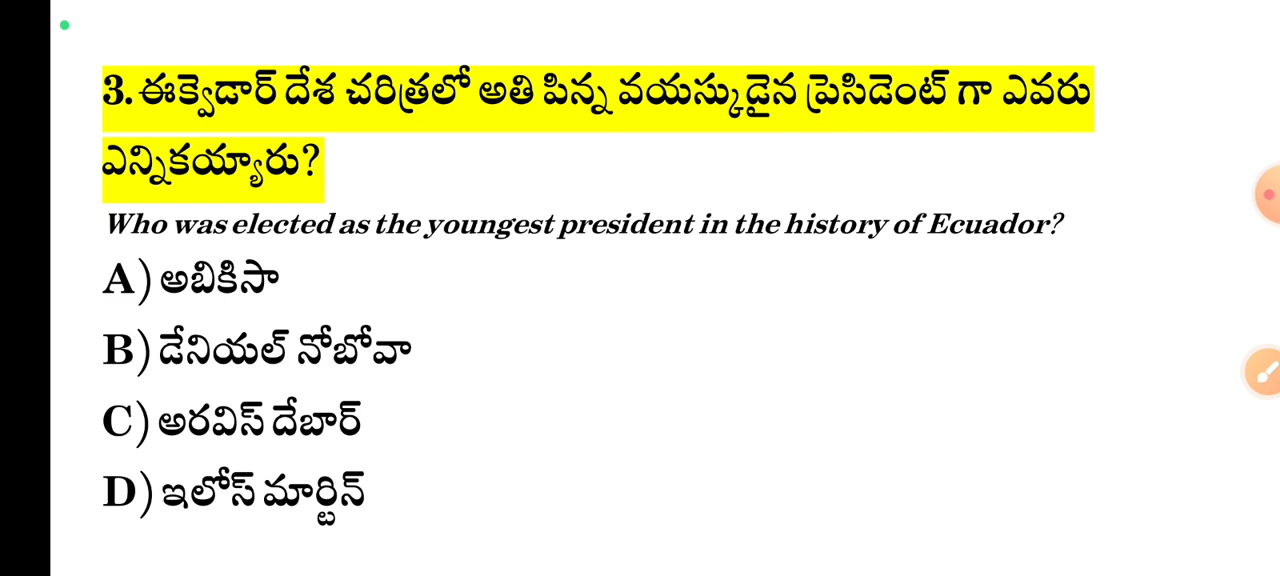 3. ఈక్వెడార్ దేశ చరిత్రలో అతి పిన్న వయస్కుడైన ప్రెసిడెంట్ గా ఎవరు
ఎన్నికయ్యారు?
Who was elected as the youngest president in the history of Ecuador?
A) అబికిసా
B) డేనియల్ నోబోవా
C) అరవిస్ దేబార్
D) ఇలోస్ మార్టిన్